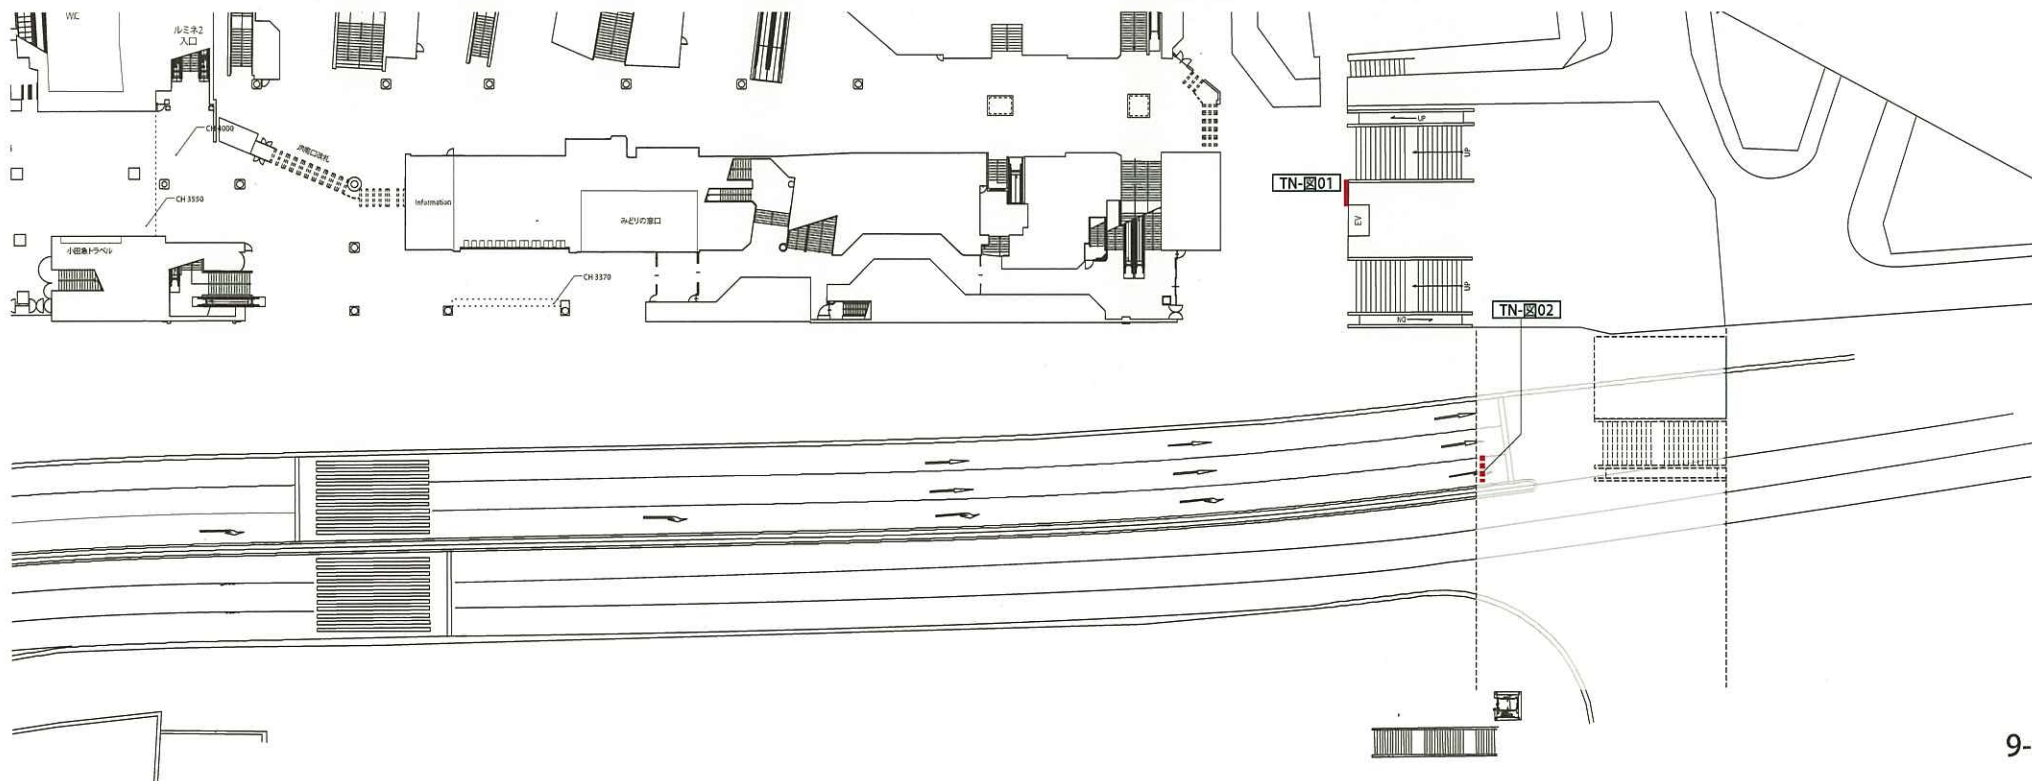 W.C
ルミネ2
入口
CH 4000
JR南口改札
CH 3550
小田急トラベル
Information
みどりの窓口
CH 3370
UP
UP
TN-図01
EV
UP
TN-図02
9-